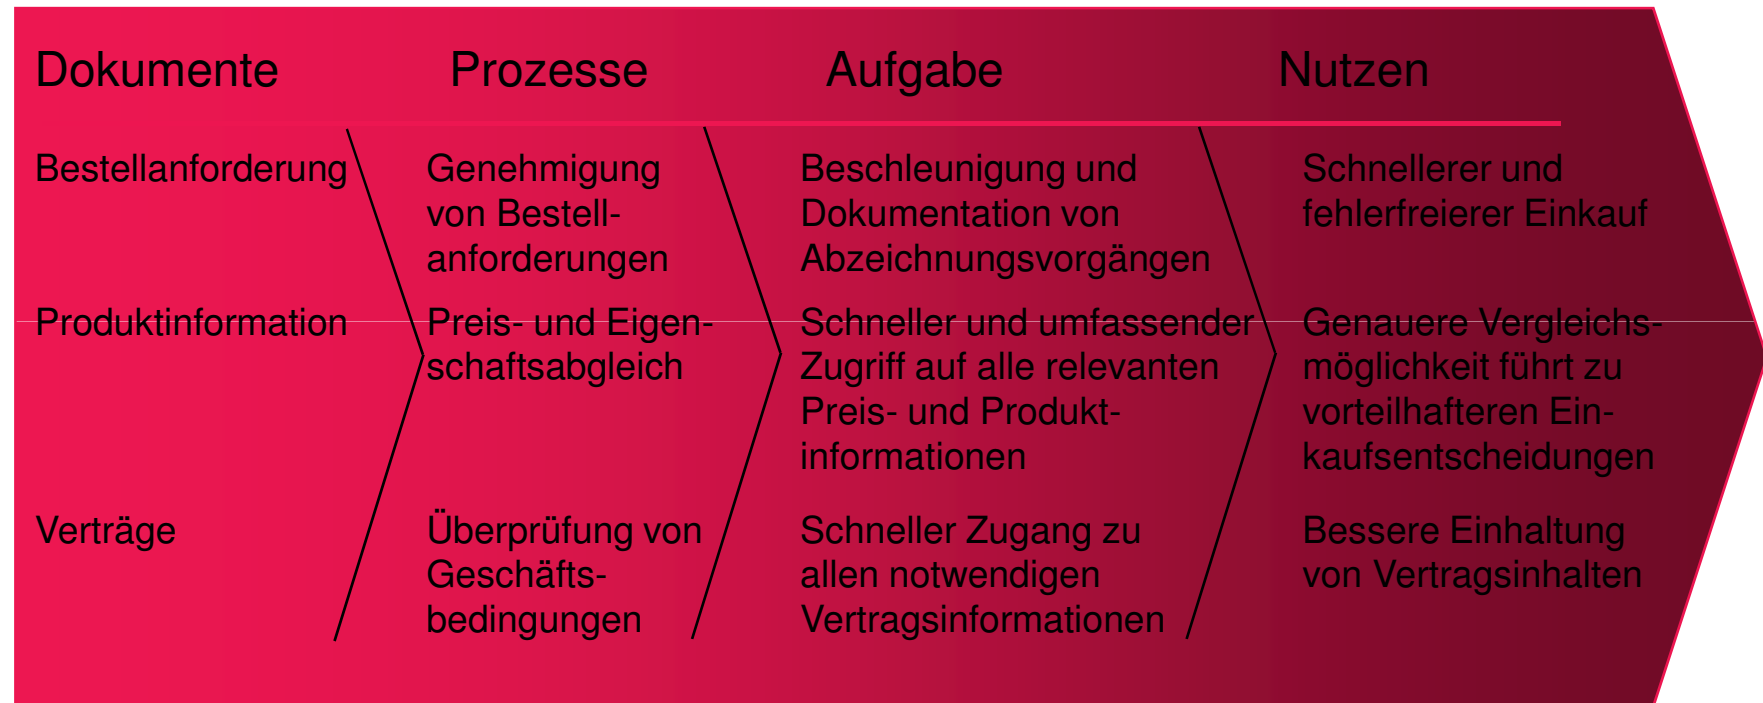 Dokumente Prozesse Aufgabe Nutzen
Bestellanforderung
Genehmigung
von Bestell-
anforderungen
Beschleunigung und
Dokumentation von
Abzeichnungsvorgängen
Schnellerer und
fehlerfreierer Einkauf
Produktinformation
Preis- und Eigen-
schaftsabgleich
Schneller und umfassender
Zugriff auf alle relevanten
Preis- und Produkt-
informationen
Genauere Vergleichs-
möglichkeit führt zu
vorteilhafteren Ein-
kaufsentscheidungen
Verträge
Überprüfung von
Geschäfts-
bedingungen
Schneller Zugang zu
allen notwendigen
Vertragsinformationen
Bessere Einhaltung
von Vertragsinhalten